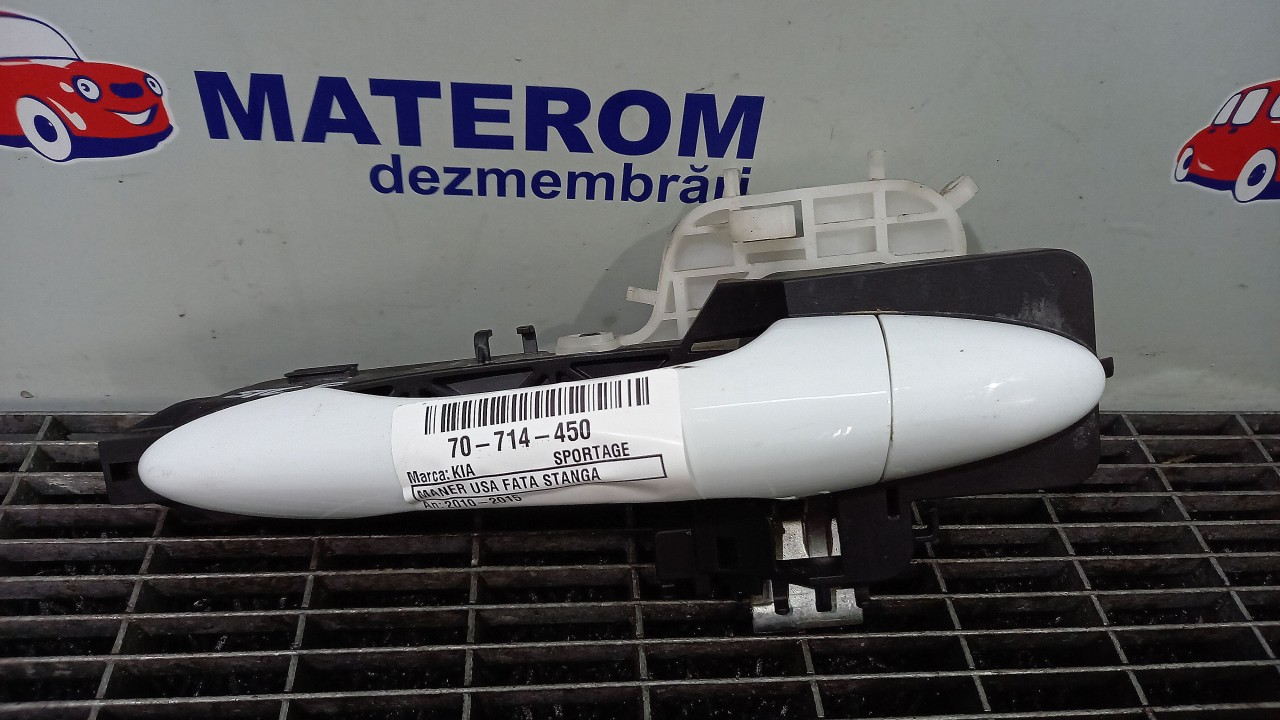 MATEROM
dezmembrări
70-714-450
Marca: KIA SPORTAGE
MANER USA FATA STANGA
An: 2010-2015